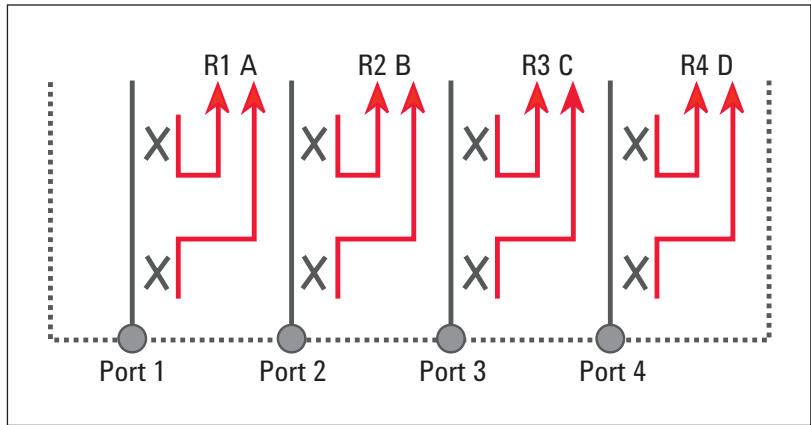 R1 A R2 B R3 C R4 D
X X X X
X X X X
Port 1 Port 2 Port 3 Port 4